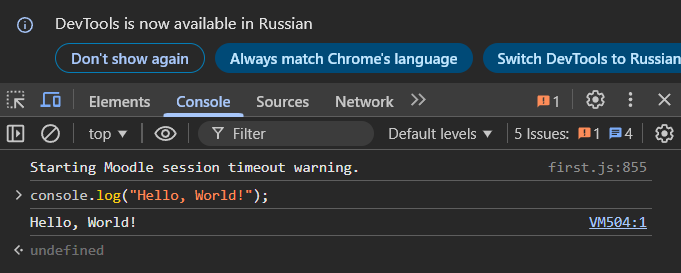 DevTools is now available in Russian
Don't show again Always match Chrome's language Switch DevTools to Russian
Elements Console Sources Network 1
top Filter Default levels 5 Issues: 1 4
Starting Moodle session timeout warning. first.js:855
> console.log("Hello, World!");
Hello, World! VM504:1
undefined